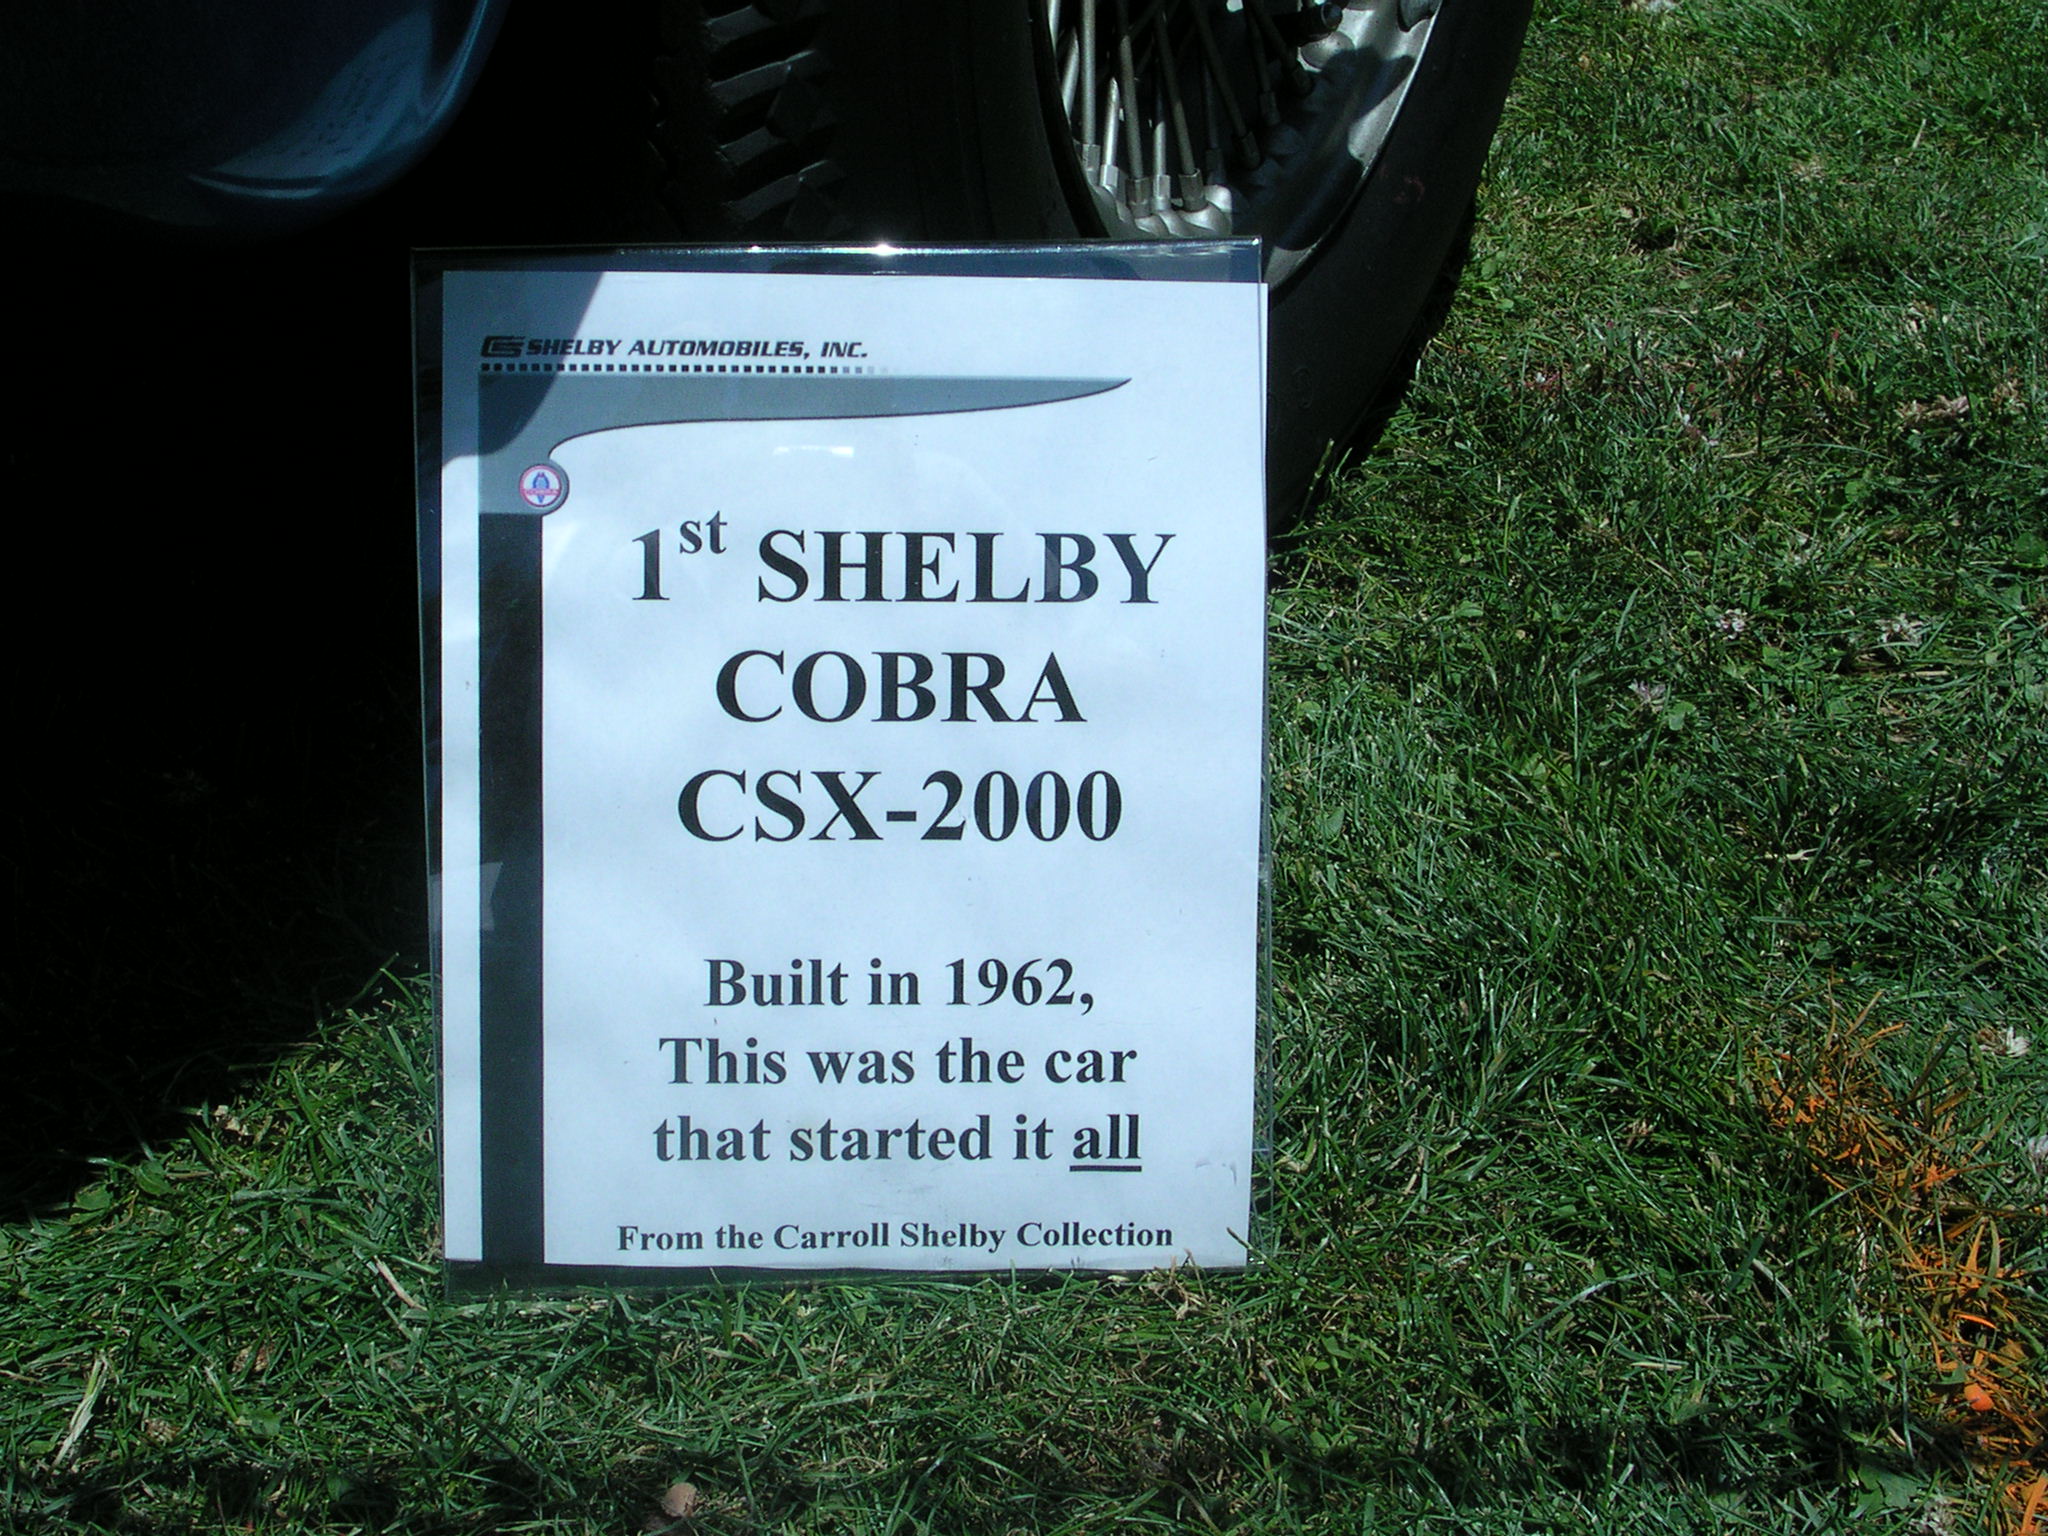 SHELBY AUTOMOBILES, INC.
1st SHELBY
COBRA
CSX-2000
Built in 1962,
This was the car
that started it all
From the Carroll Shelby Collection